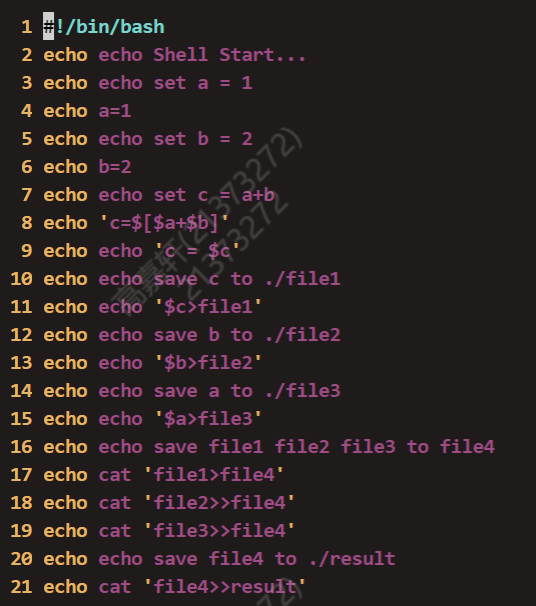 1 #!/bin/bash
2 echo echo Shell Start...
3 echo echo set a = 1
4 echo a=1
5 echo echo set b = 2
6 echo b=2
7 echo echo set c = a+b
8 echo 'c=$[$a+$b]'
9 echo echo 'c = $c'
10 echo echo save c to ./file1
11 echo echo '$c>file1'
12 echo echo save b to ./file2
13 echo echo '$b>file2'
14 echo echo save a to ./file3
15 echo echo '$a>file3'
16 echo echo save file1 file2 file3 to file4
17 echo cat 'file1>file4'
18 echo cat 'file2>>file4'
19 echo cat 'file3>>file4'
20 echo echo save file4 to ./result
21 echo cat 'file4>>result'
高嘉轩(21373272)
21373272